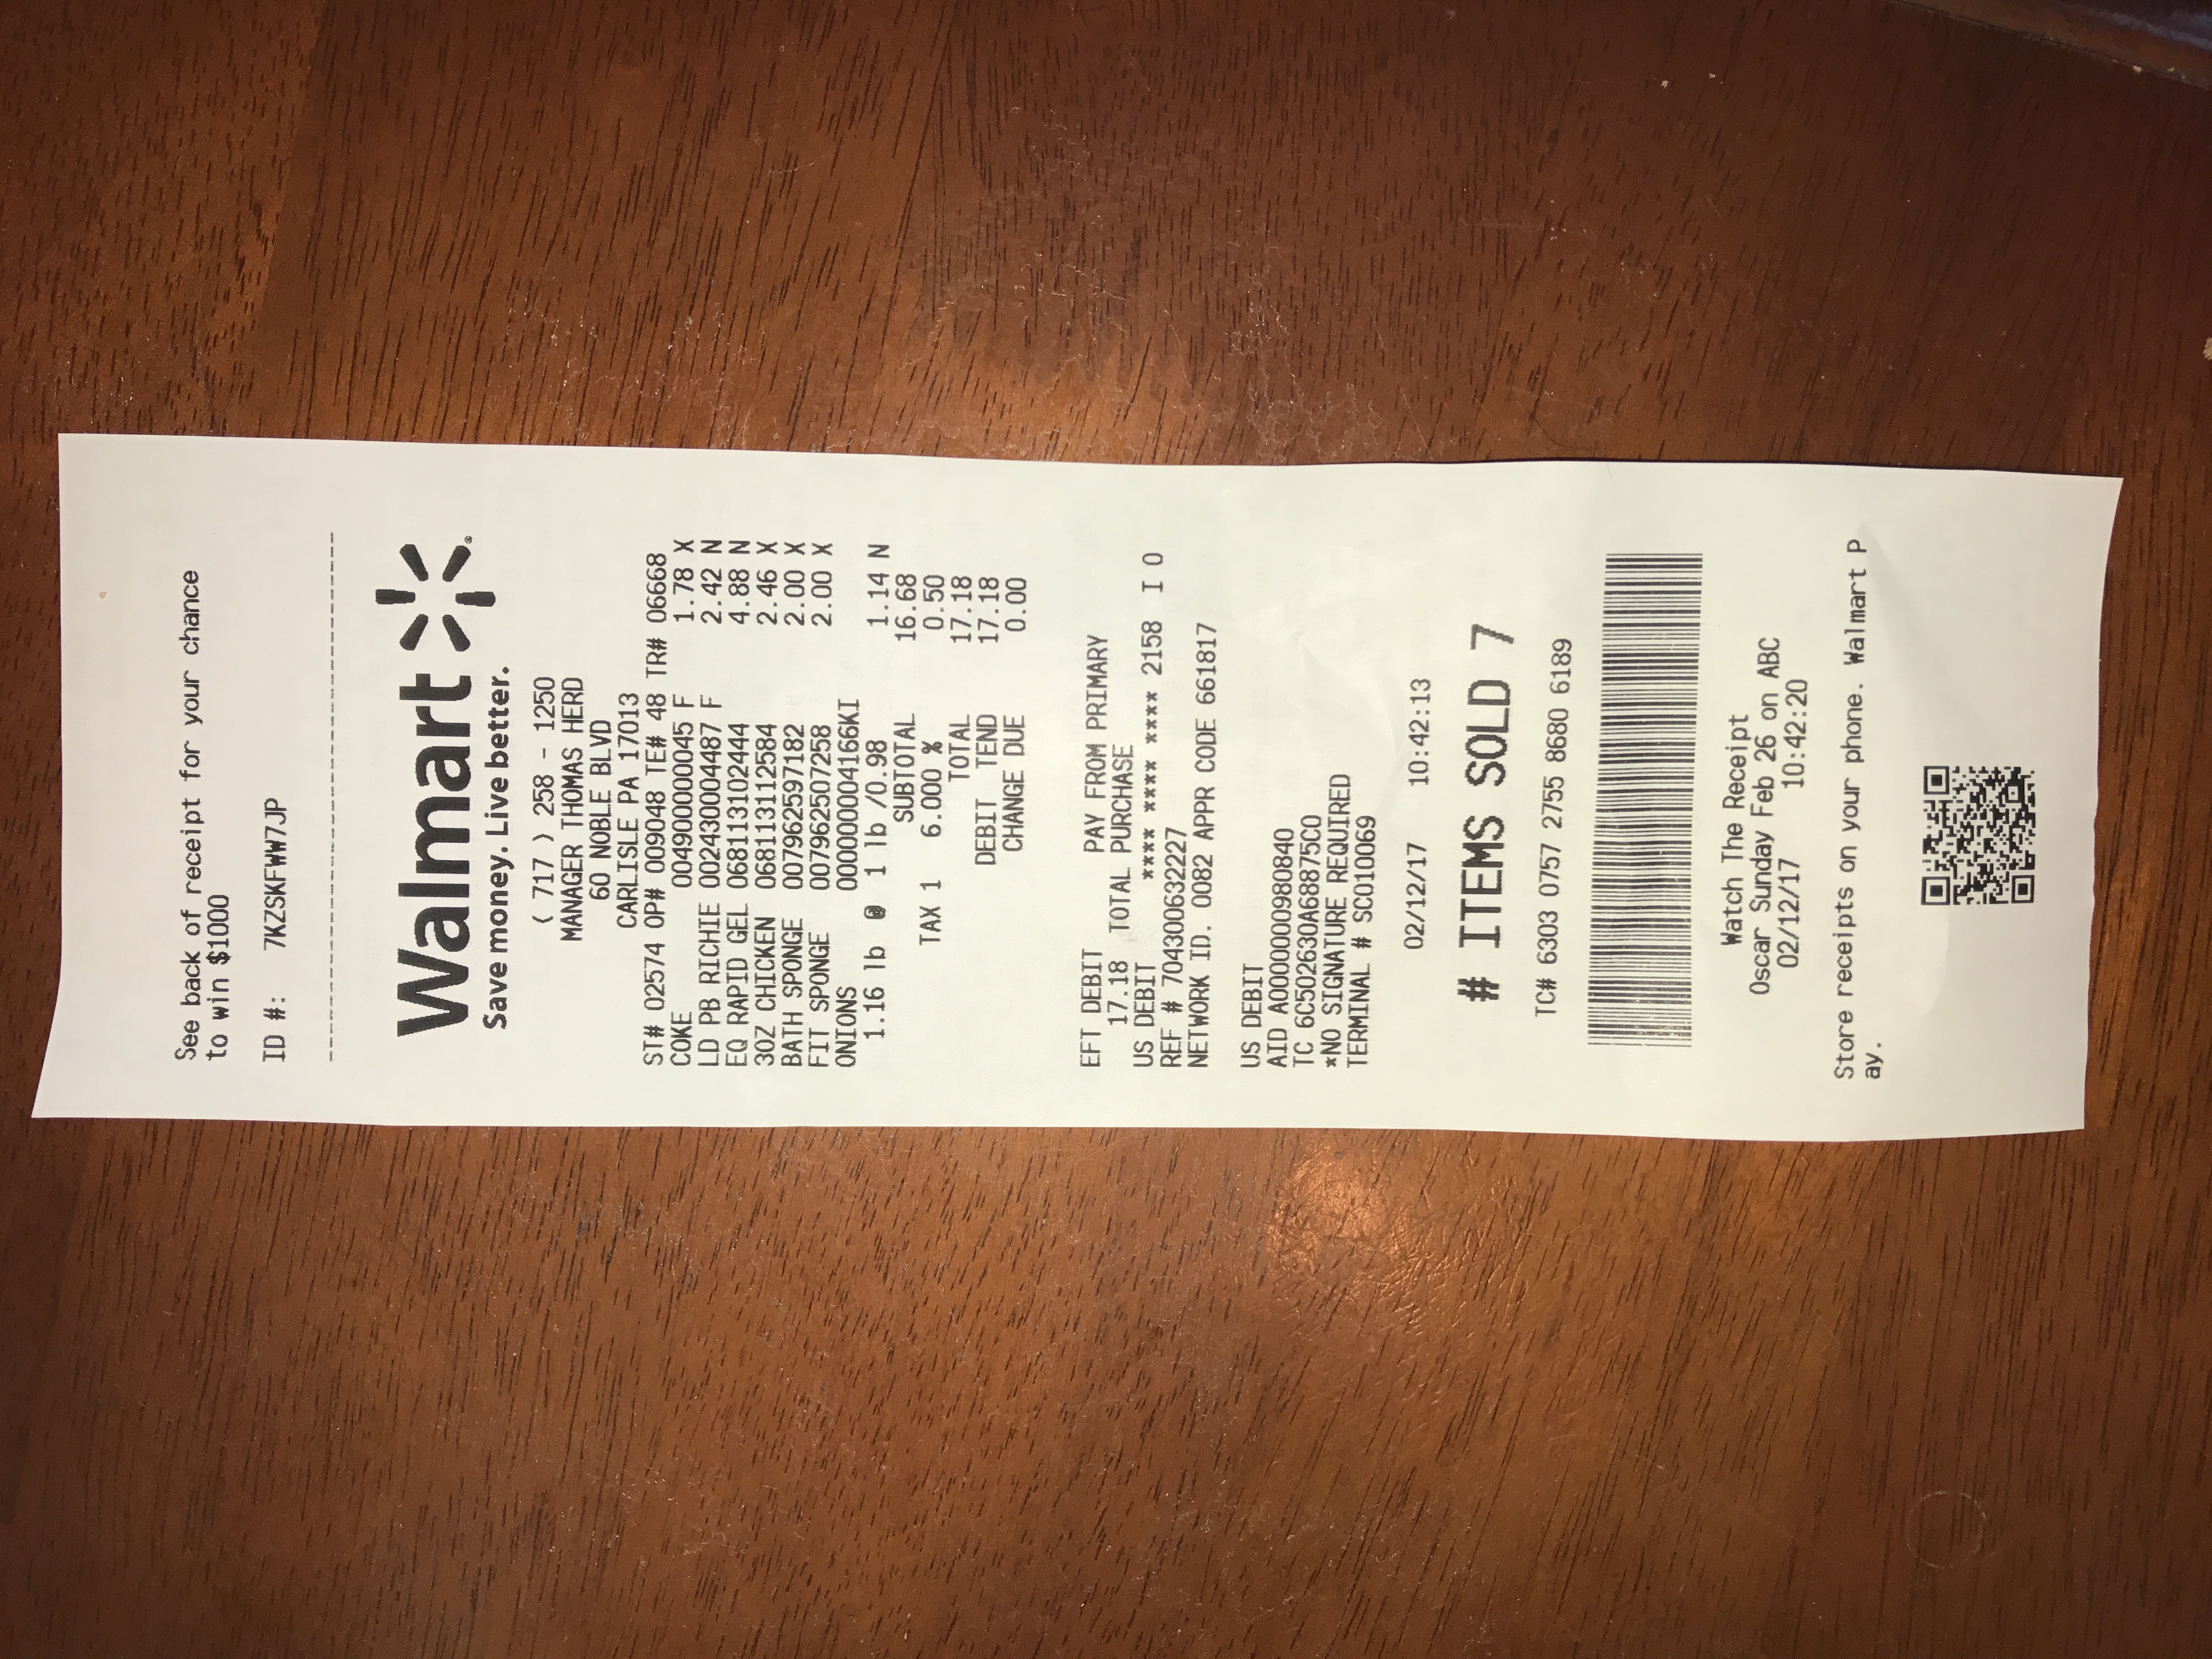 See back of receipt for your chance
to win $1000
ID #: 7KZSKFWW7JP
Walmart
Save money. Live better.
( 717 ) 258 - 1250
MANAGER THOMAS HERD
60 NOBLE BLVD
CARLISLE PA 17013
ST# 02574 OP# 009048 TE# 48 TR# 06668
COKE 004900000045 F 1.78 X
LD PB RICHIE 002430004487 F 2.42 N
EQ RAPID GEL 068113102444 4.88 N
3OZ CHICKEN 068113112584 2.46 X
BATH SPONGE 007962597182 2.00 X
FIT SPONGE 007962507258 2.00 X
ONIONS 000000004166KI
1.16 lb @ 1 lb /0.98 1.14 N
SUBTOTAL 16.68
TAX 1 6.000 % 0.50
TOTAL 17.18
DEBIT TEND 17.18
CHANGE DUE 0.00
EFT DEBIT PAY FROM PRIMARY
17.18 TOTAL PURCHASE
US DEBIT **** **** **** 2158 I 0
REF # 704300632227
NETWORK ID. 0082 APPR CODE 661817
US DEBIT
AID A0000000980840
TC 6C502630A68875C0
*NO SIGNATURE REQUIRED
TERMINAL # SC010069
02/12/17 10:42:13
# ITEMS SOLD 7
TC# 6303 0757 2755 8680 6189
Watch The Receipt
Oscar Sunday Feb 26 on ABC
02/12/17 10:42:20
Store receipts on your phone. Walmart P
ay.